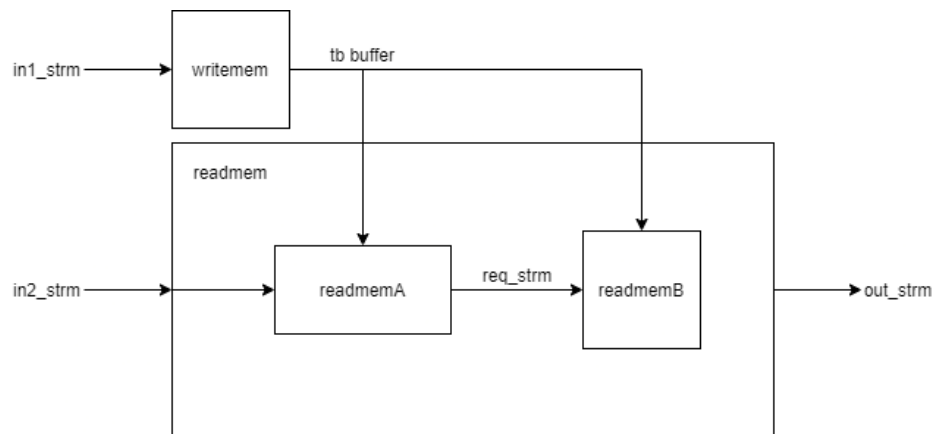 tb buffer
in1_strm
writemem
readmem
req_strm
in2_strm
readmemA
readmemB
out_strm